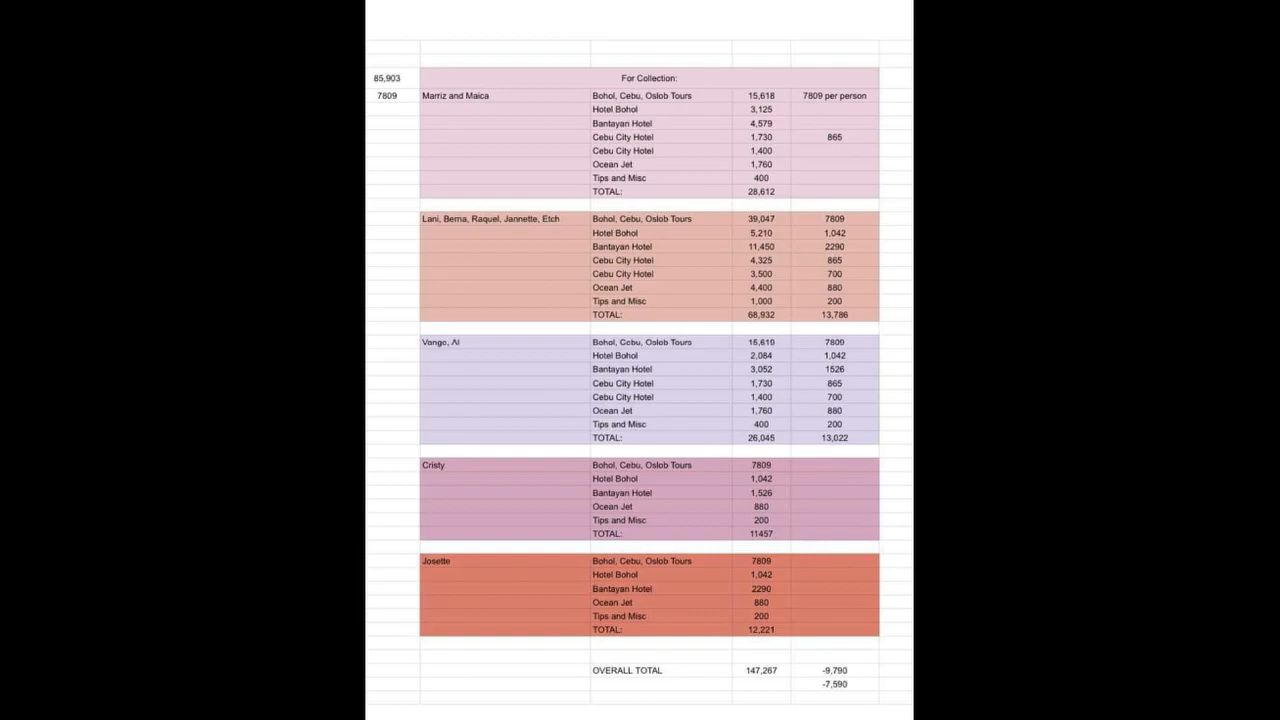 85,903 For Collection:
7809 Marriz and Maica Bohol, Cebu, Oslob Tours 15,618 7809 per person
Hotel Bohol 3,125
Bantayan Hotel 4,579
Cebu City Hotel 1,730 865
Cebu City Hotel 1,400
Ocean Jet 1,760
Tips and Misc 400
TOTAL: 28,612
Lani, Berna, Raquel, Jannette, Etch Bohol, Cebu, Oslob Tours 39,047 7809
Hotel Bohol 5,210 1,042
Bantayan Hotel 11,450 2290
Cebu City Hotel 4,325 865
Cebu City Hotel 3,500 700
Ocean Jet 4,400 880
Tips and Misc 1,000 200
TOTAL: 68,932 13,786
Vongo, Al Bohol, Cebu, Oslob Tours 15,619 7809
Hotel Bohol 2,084 1,042
Bantayan Hotel 3,052 1526
Cebu City Hotel 1,730 865
Cebu City Hotel 1,400 700
Ocean Jet 1,760 880
Tips and Misc 400 200
TOTAL: 26,045 13,022
Cristy Bohol, Cebu, Oslob Tours 7809
Hotel Bohol 1,042
Bantayan Hotel 1,526
Ocean Jet 880
Tips and Misc 200
TOTAL: 11457
Josette Bohol, Cebu, Oslob Tours 7809
Hotel Bohol 1,042
Bantayan Hotel 2290
Ocean Jet 880
Tips and Misc 200
TOTAL: 12,221
OVERALL TOTAL 147,267 -9,790
-7,590